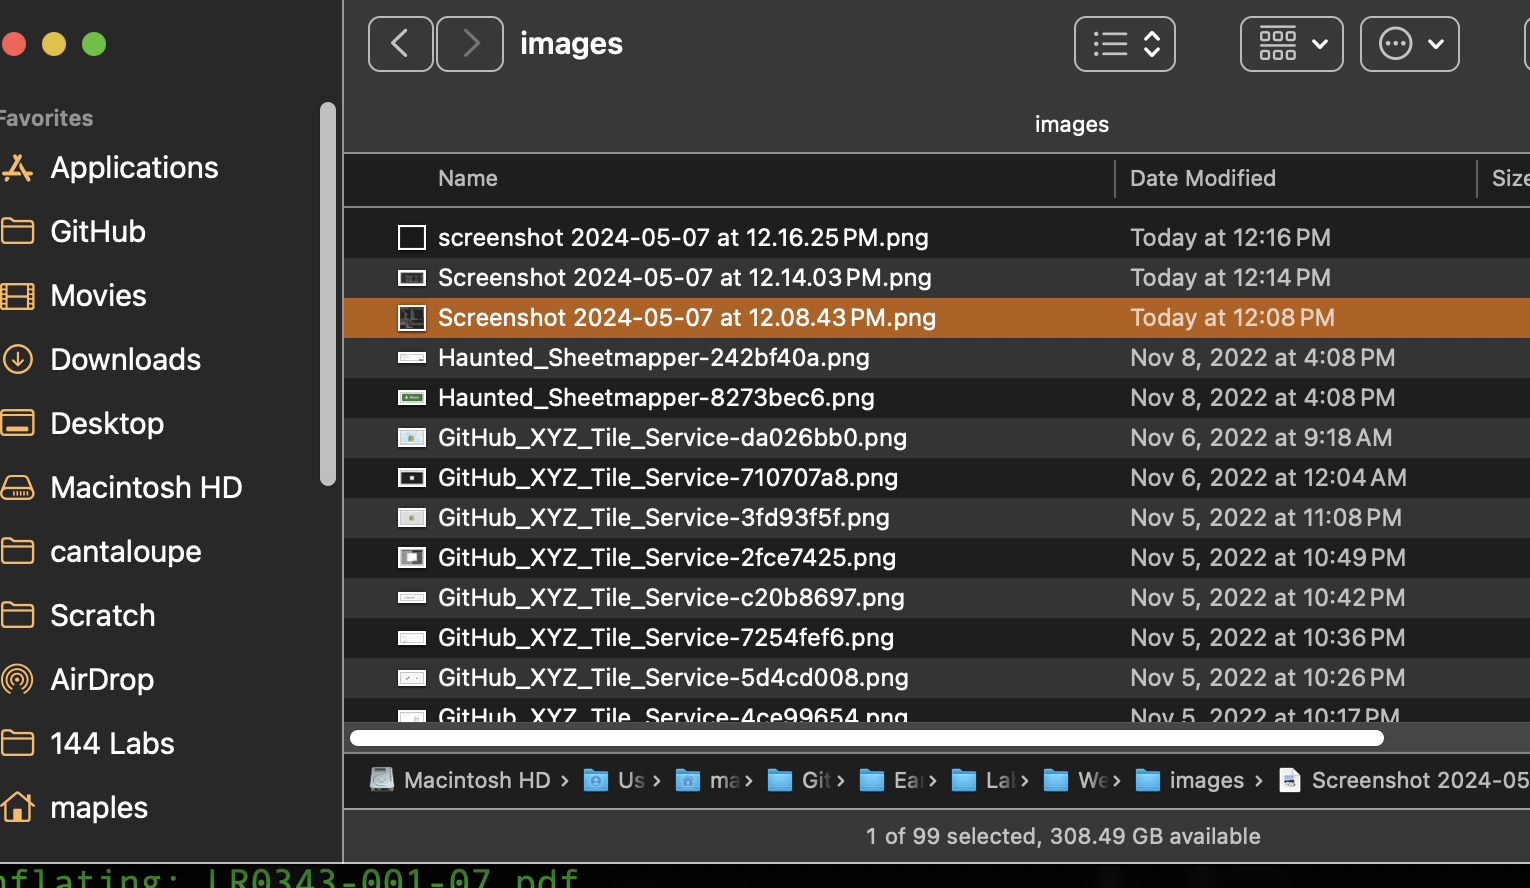 images
Favorites
Applications
GitHub
Movies
Downloads
Desktop
Macintosh HD
cantaloupe
Scratch
AirDrop
144 Labs
maples
images
Name Date Modified Size
screenshot 2024-05-07 at 12.16.25 PM.png Today at 12:16 PM
Screenshot 2024-05-07 at 12.14.03 PM.png Today at 12:14 PM
Screenshot 2024-05-07 at 12.08.43 PM.png Today at 12:08 PM
Haunted_Sheetmapper-242bf40a.png Nov 8, 2022 at 4:08 PM
Haunted_Sheetmapper-8273bec6.png Nov 8, 2022 at 4:08 PM
GitHub_XYZ_Tile_Service-da026bb0.png Nov 6, 2022 at 9:18 AM
GitHub_XYZ_Tile_Service-710707a8.png Nov 6, 2022 at 12:04 AM
GitHub_XYZ_Tile_Service-3fd93f5f.png Nov 5, 2022 at 11:08 PM
GitHub_XYZ_Tile_Service-2fce7425.png Nov 5, 2022 at 10:49 PM
GitHub_XYZ_Tile_Service-c20b8697.png Nov 5, 2022 at 10:42 PM
GitHub_XYZ_Tile_Service-7254fef6.png Nov 5, 2022 at 10:36 PM
GitHub_XYZ_Tile_Service-5d4cd008.png Nov 5, 2022 at 10:26 PM
GitHub_XYZ_Tile_Service-4ce99654.png Nov 5, 2022 at 10:17 PM
Macintosh HD › Us › ma › Git › Ear › Lal › We › images › Screenshot 2024-05
1 of 99 selected, 308.49 GB available
nflating: LR0343-001-07.pdf